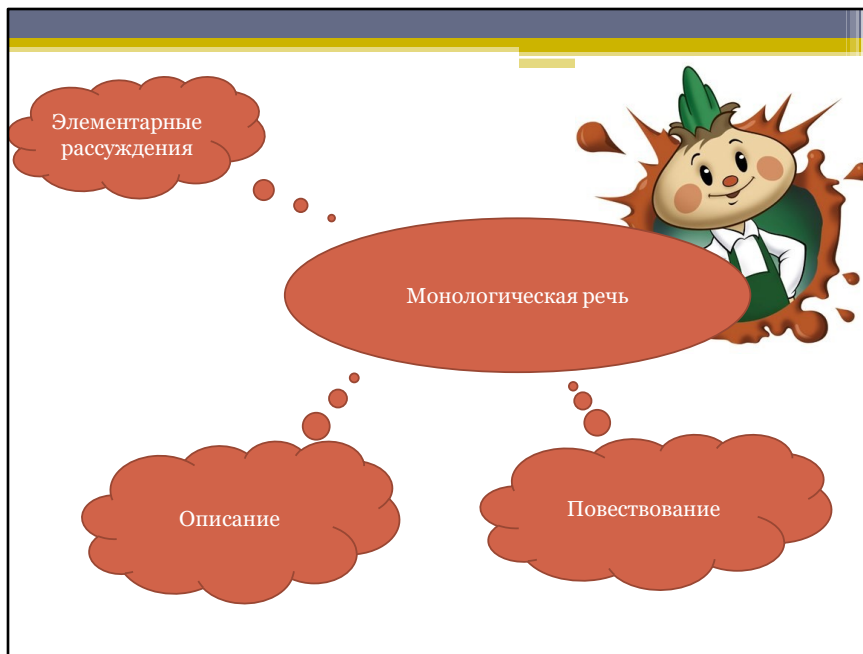 Элементарные
рассуждения
Монологическая речь
Описание
Повествование